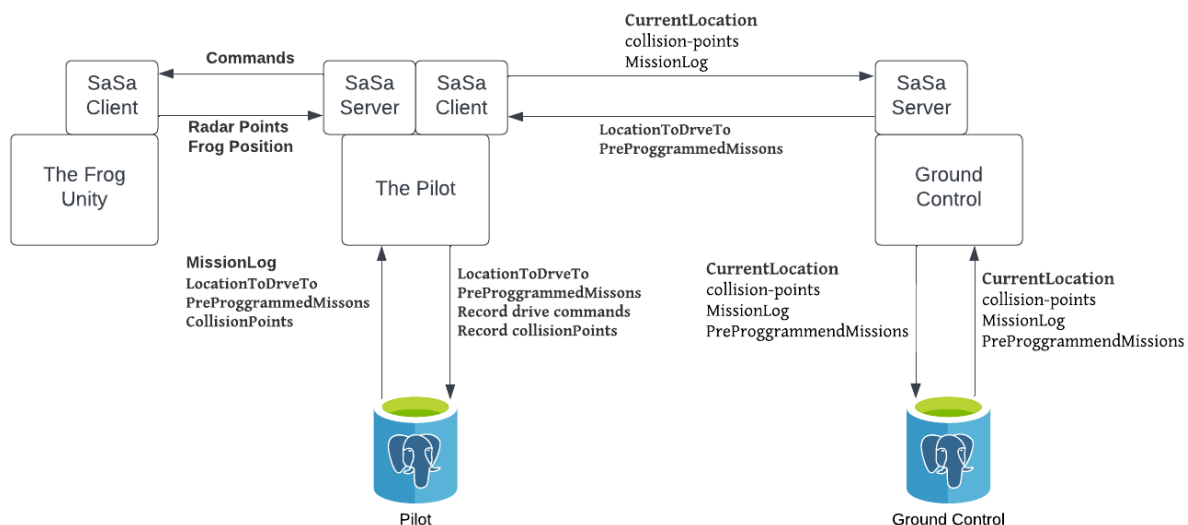 CurrentLocation
collision-points
MissionLog
Commands
SaSa
Client
SaSa
Server
SaSa
Client
SaSa
Server
Radar Points
Frog Position
LocationToDrveTo
PreProggrammedMissons
The Frog
Unity
The Pilot
Ground
Control
MissionLog
LocationToDrveTo
PreProggrammedMissons
CollisionPoints
LocationToDrveTo
PreProggrammedMissons
Record drive commands
Record collisionPoints
CurrentLocation
collision-points
MissionLog
PreProggrammendMissions
CurrentLocation
collision-points
MissionLog
PreProggrammendMissions
Pilot
Ground Control